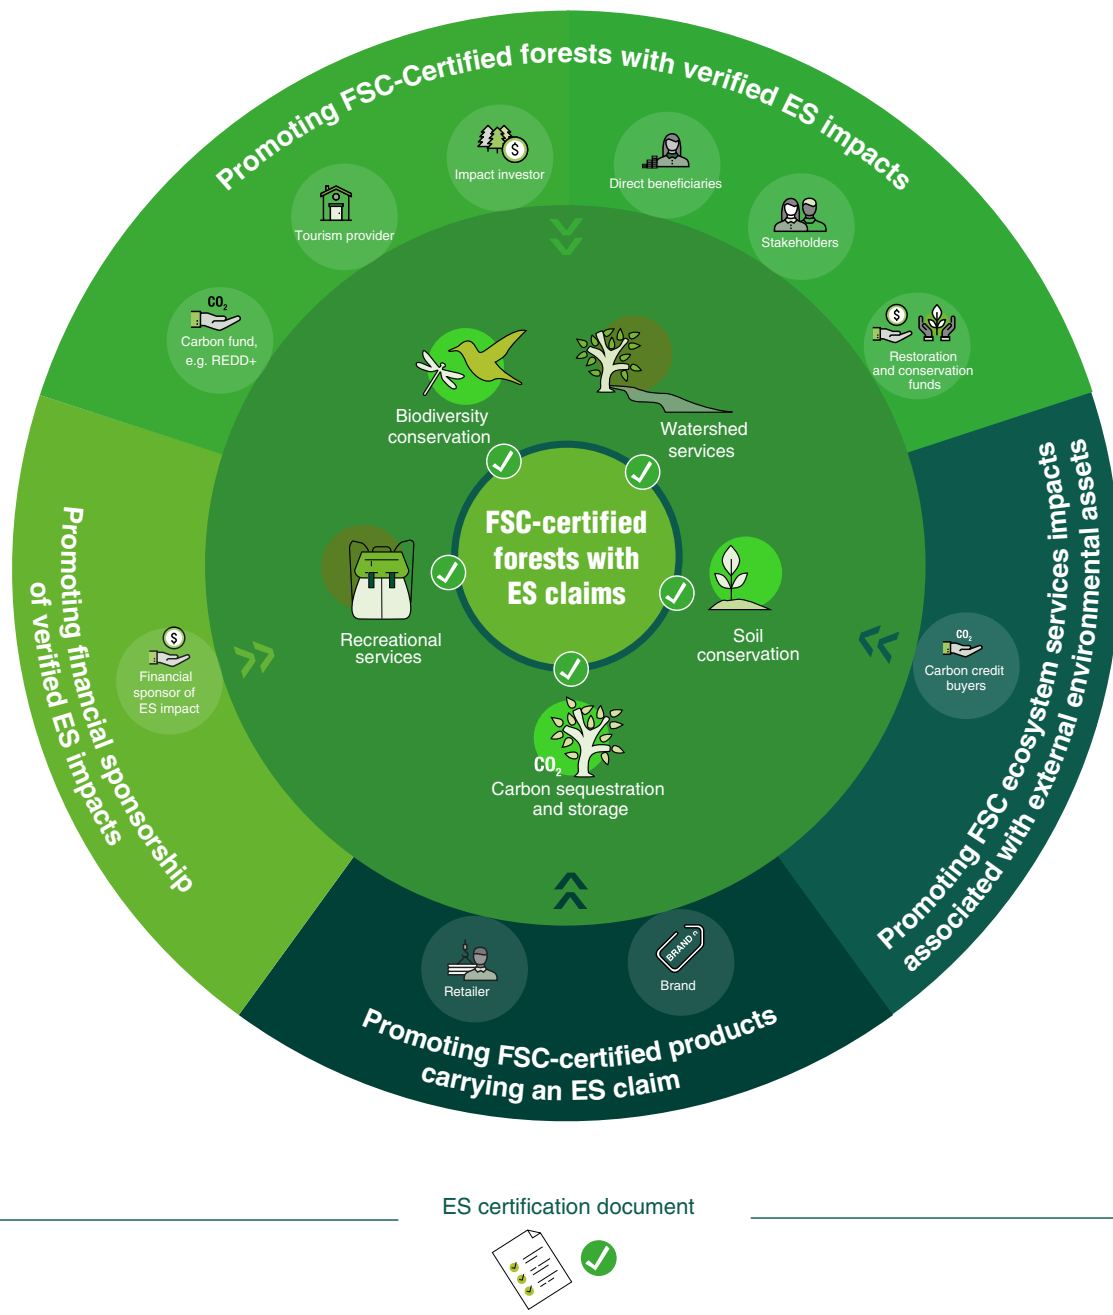 Promoting FSC-Certified forests with verified ES impacts
Impact investor
Direct beneficiaries
Tourism provider
Stakeholders
CO2
Carbon fund,
e.g. REDD+
$
$
Restoration
and conservation
funds
Biodiversity
conservation
Watershed
services
FSC-certified
forests with
ES claims
Recreational
services
Soil
conservation
CO2
Carbon sequestration
and storage
Promoting financial sponsorship
of verified ES impacts
$
Financial
sponsor of
ES impact
Promoting FSC ecosystem services impacts
associated with external environmental assets
CO2
Carbon credit
buyers
Retailer
BRAND
Brand
Promoting FSC-certified products
carrying an ES claim
ES certification document